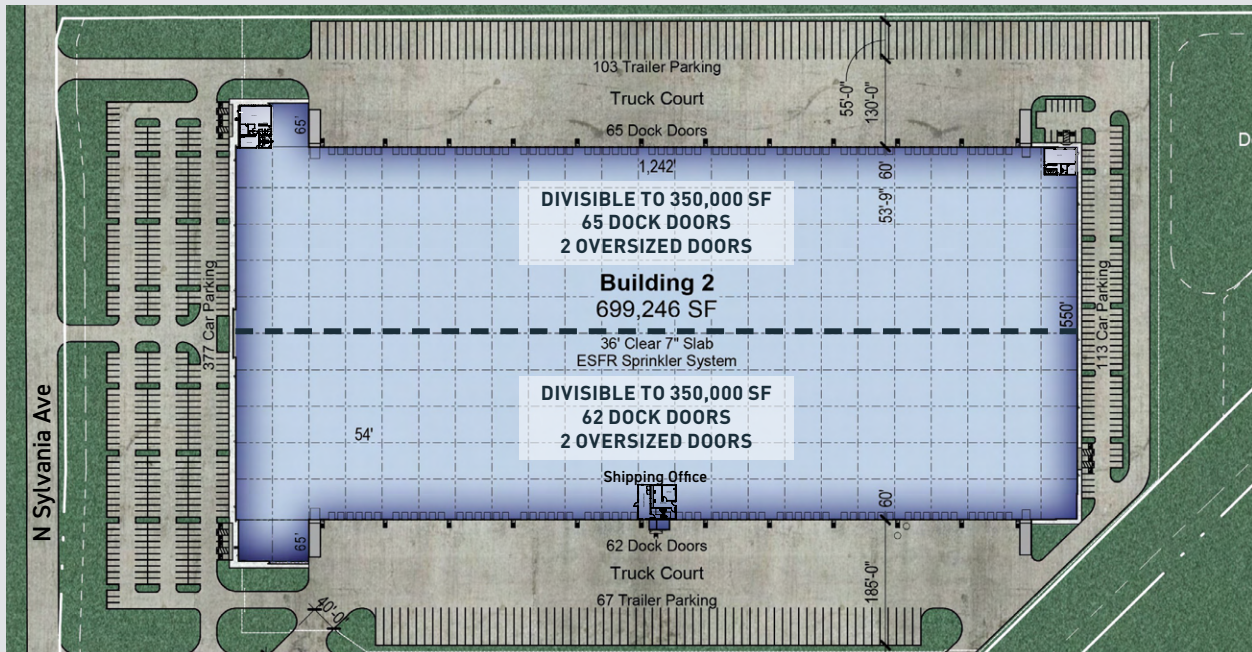 103 Trailer Parking
55'-0"
130'-0"
Truck Court
65 Dock Doors
65'
1,242'
60'
53'-9"
D
DIVISIBLE TO 350,000 SF
65 DOCK DOORS
2 OVERSIZED DOORS
Building 2
699,246 SF
36' Clear 7" Slab
ESFR Sprinkler System
377 Car Parking
550'
113 Car Parking
N Sylvania Ave
DIVISIBLE TO 350,000 SF
62 DOCK DOORS
2 OVERSIZED DOORS
54'
Shipping Office
60'
65'
62 Dock Doors
Truck Court
67 Trailer Parking
185'-0"
40'-0"